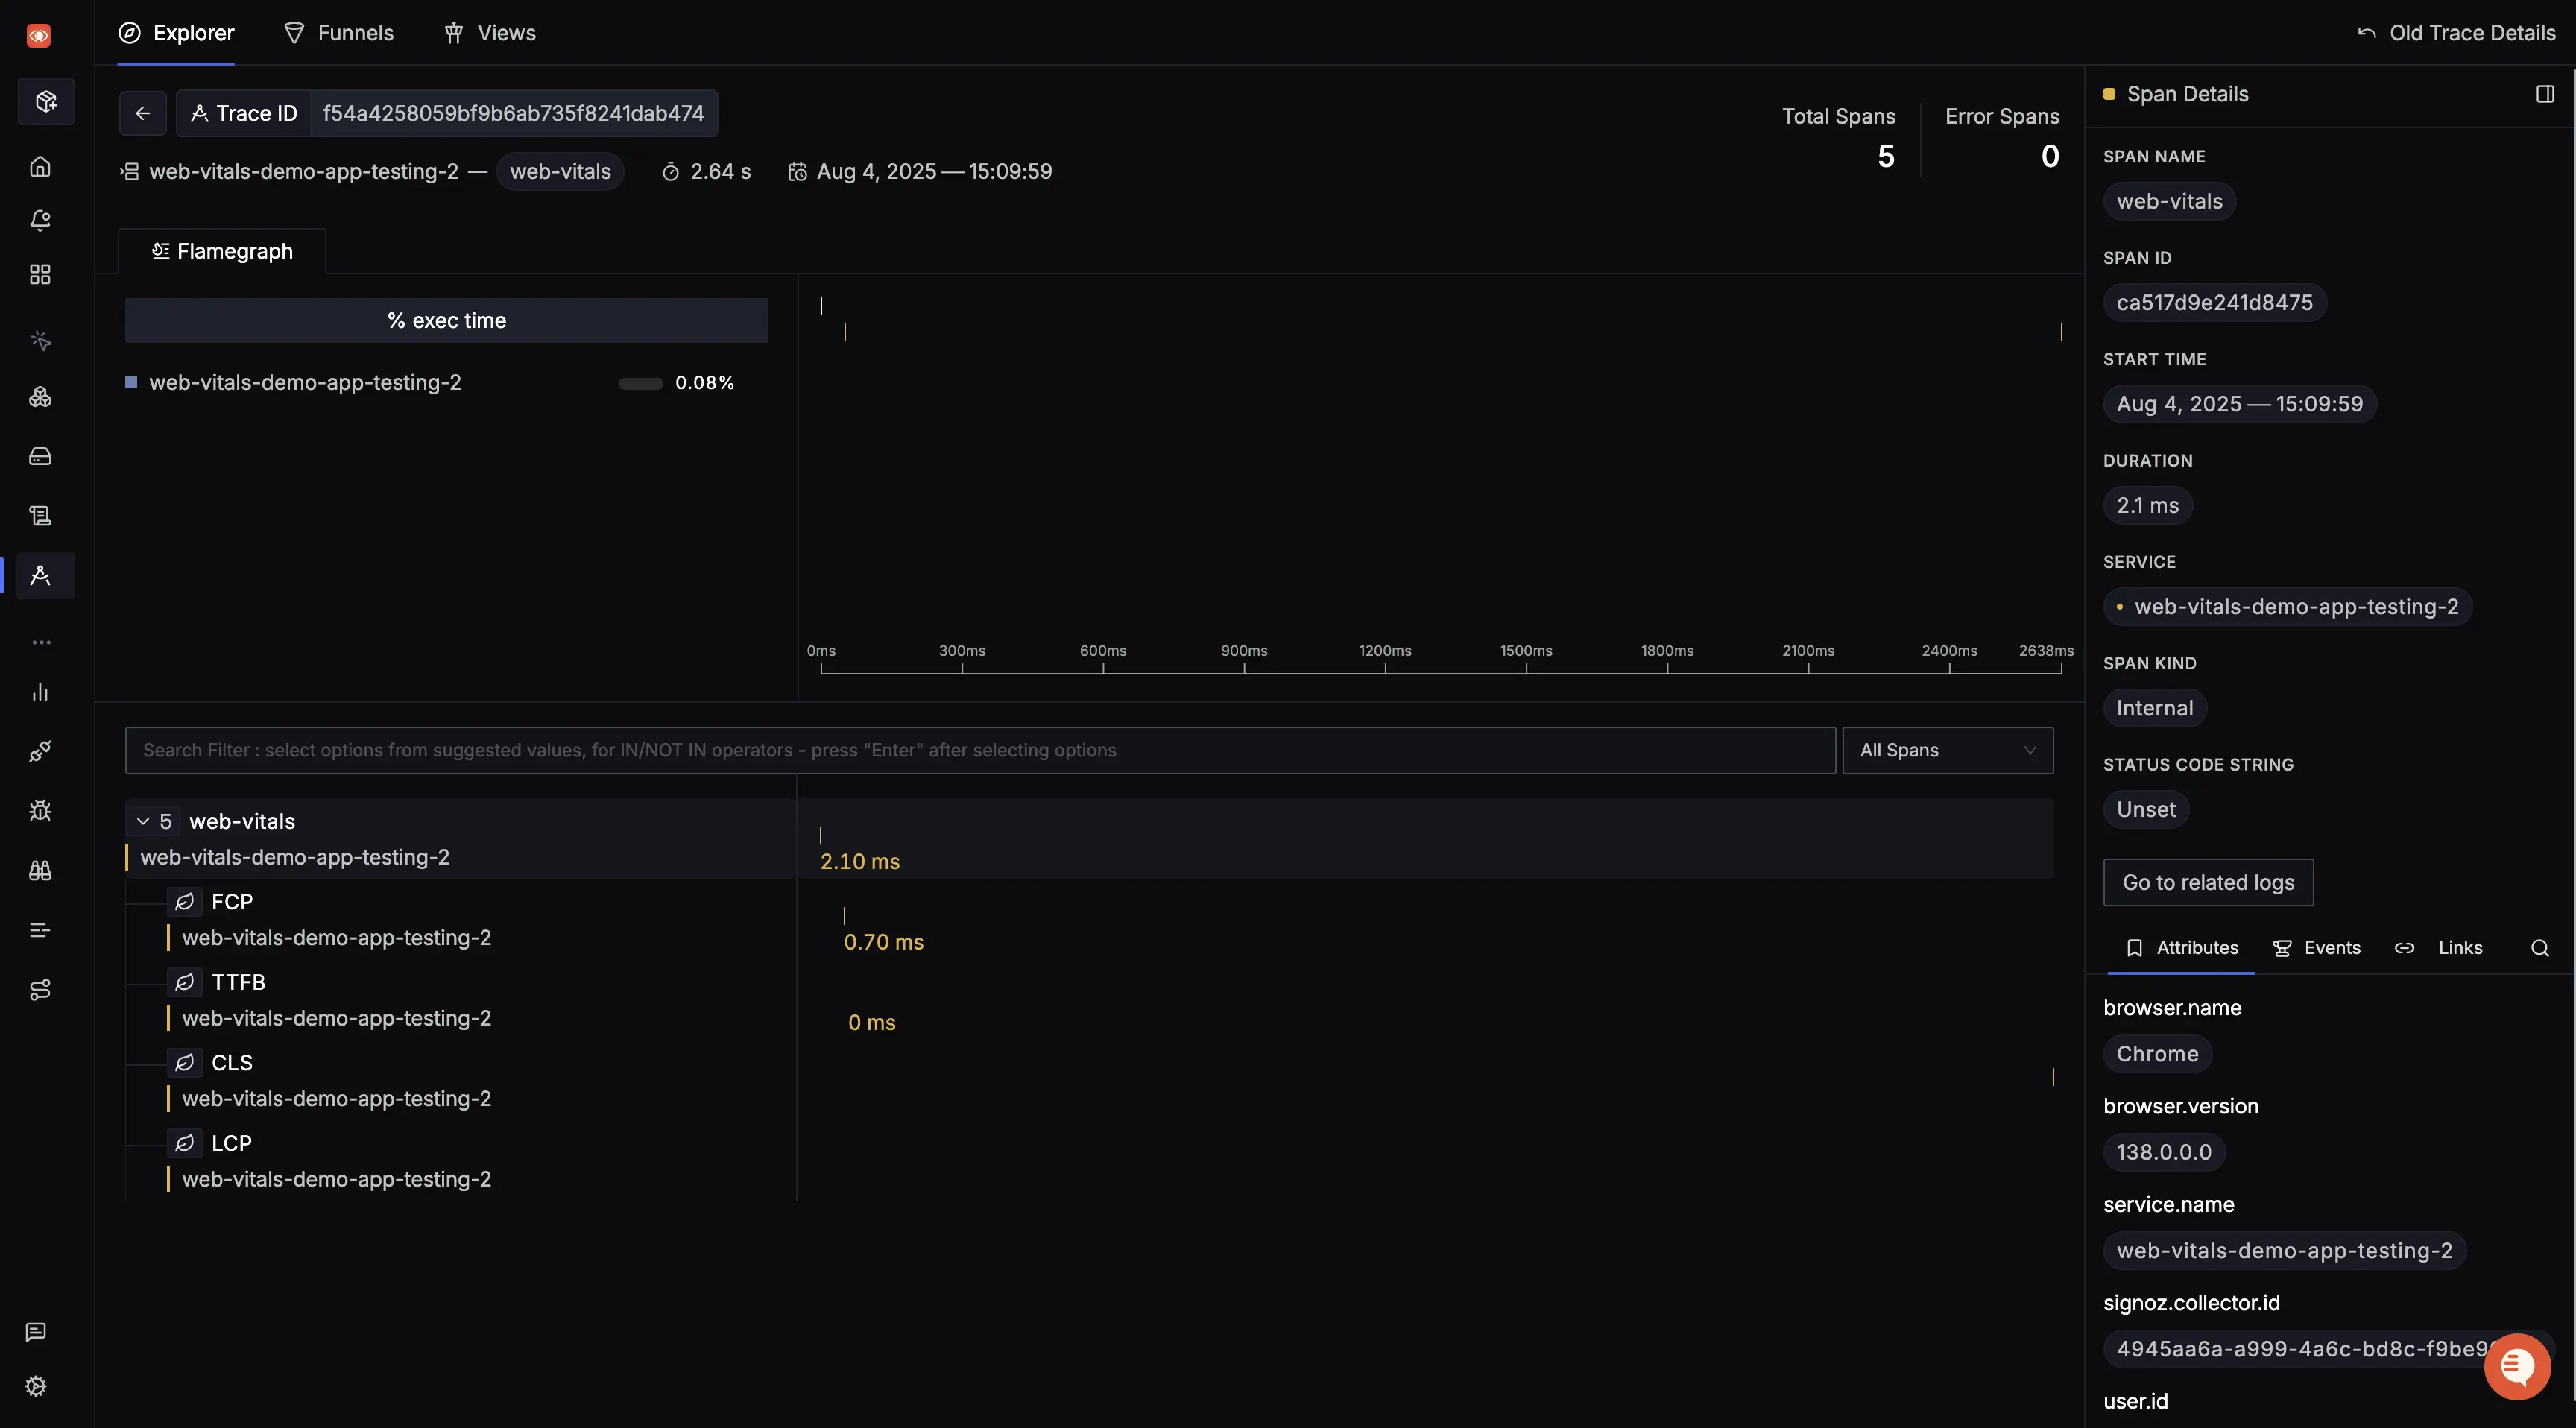 Explorer
Funnels
Views
Old Trace Details
Trace ID f54a4258059bf9b6ab735f8241dab474
web-vitals-demo-app-testing-2 — web-vitals 2.64 s Aug 4, 2025 — 15:09:59
Total Spans
5
Error Spans
0
Flamegraph
% exec time
web-vitals-demo-app-testing-2 0.08%
0ms 300ms 600ms 900ms 1200ms 1500ms 1800ms 2100ms 2400ms 2638ms
Search Filter : select options from suggested values, for IN/NOT IN operators - press "Enter" after selecting options
All Spans
5 web-vitals
web-vitals-demo-app-testing-2
2.10 ms
FCP
web-vitals-demo-app-testing-2
0.70 ms
TTFB
web-vitals-demo-app-testing-2
0 ms
CLS
web-vitals-demo-app-testing-2
LCP
web-vitals-demo-app-testing-2
Span Details
SPAN NAME
web-vitals
SPAN ID
ca517d9e241d8475
START TIME
Aug 4, 2025 — 15:09:59
DURATION
2.1 ms
SERVICE
web-vitals-demo-app-testing-2
SPAN KIND
Internal
STATUS CODE STRING
Unset
Go to related logs
Attributes
Events
Links
browser.name
Chrome
browser.version
138.0.0.0
service.name
web-vitals-demo-app-testing-2
signoz.collector.id
4945aa6a-a999-4a6c-bd8c-f9be9
user.id